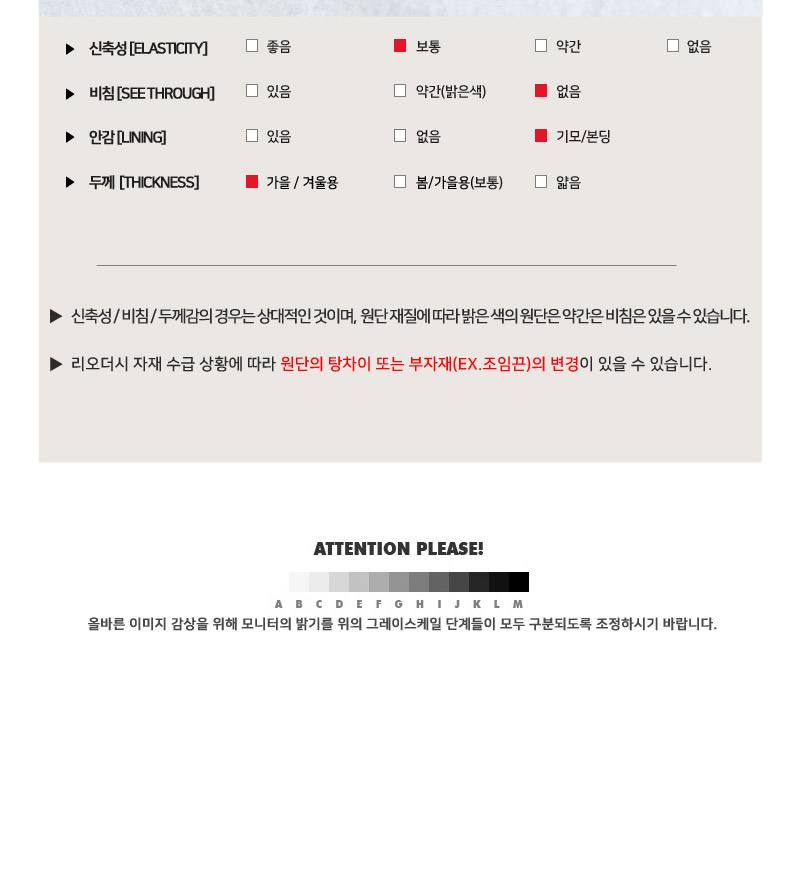 ▶ 신축성 [ELASTICITY] □ 좋음 ■ 보통 □ 약간 □ 없음
▶ 비침 [SEE THROUGH] □ 있음 □ 약간(밝은색) ■ 없음
▶ 안감 [LINING] □ 있음 □ 없음 ■ 기모/본딩
▶ 두께 [THICKNESS] ■ 가을 / 겨울용 □ 봄/가을용(보통) □ 얇음
▶ 신축성 / 비침 / 두께감의 경우는 상대적인 것이며, 원단 재질에 따라 밝은 색의 원단은 약간은 비침은 있을 수 있습니다.
▶ 리오더시 자재 수급 상황에 따라 원단의 탕차이 또는 부자재(EX.조임끈)의 변경이 있을 수 있습니다.
ATTENTION PLEASE!
A B C D E F G H I J K L M
올바른 이미지 감상을 위해 모니터의 밝기를 위의 그레이스케일 단계들이 모두 구분되도록 조정하시기 바랍니다.